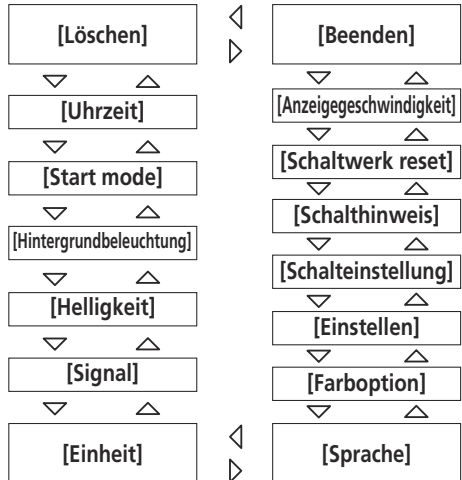 [Löschen]
[Uhrzeit]
[Start mode]
[Hintergrundbeleuchtung]
[Helligkeit]
[Signal]
[Einheit]
[Beenden]
[Anzeigegeschwindigkeit]
[Schaltwerk reset]
[Schalthinweis]
[Schalteinstellung]
[Einstellen]
[Farboption]
[Sprache]